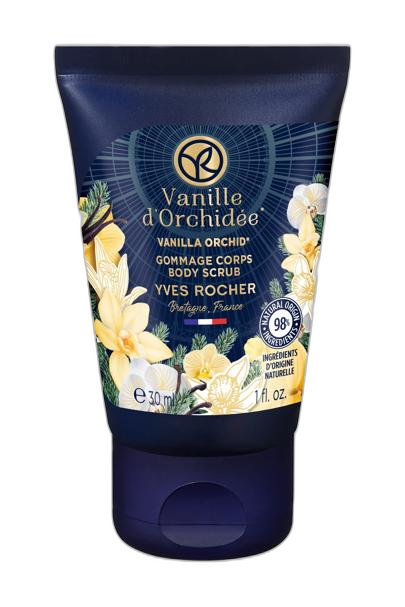 Vanille
d'Orchidée*
VANILLA ORCHID*
GOMMAGE CORPS
BODY SCRUB
YVES ROCHER
Bretagne, France
NATURAL ORIGIN
98%
INGREDIENTS
INGRÉDIENTS
D'ORIGINE
NATURELLE
e 30 ml
1 fl. oz.